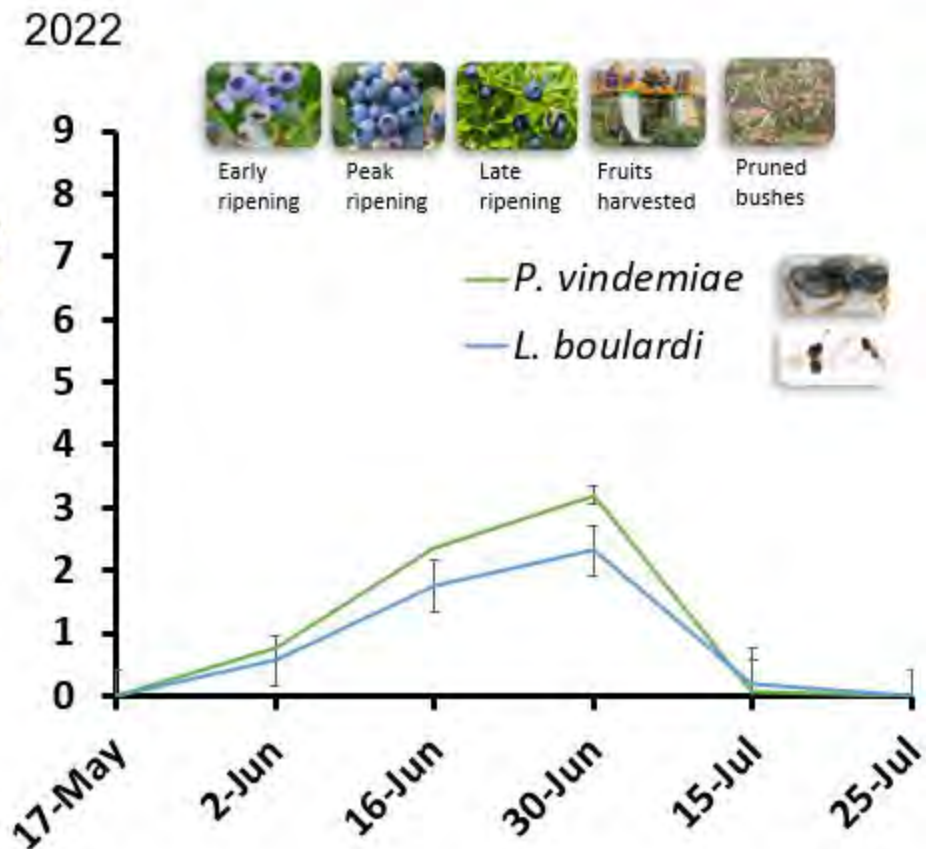 2022
Early ripening
Peak ripening
Late ripening
Fruits harvested
Pruned bushes
9
8
7
6
5
4
3
2
1
0
P. vindemiae
L. boulardi
17-May
2-Jun
16-Jun
30-Jun
15-Jul
25-Jul